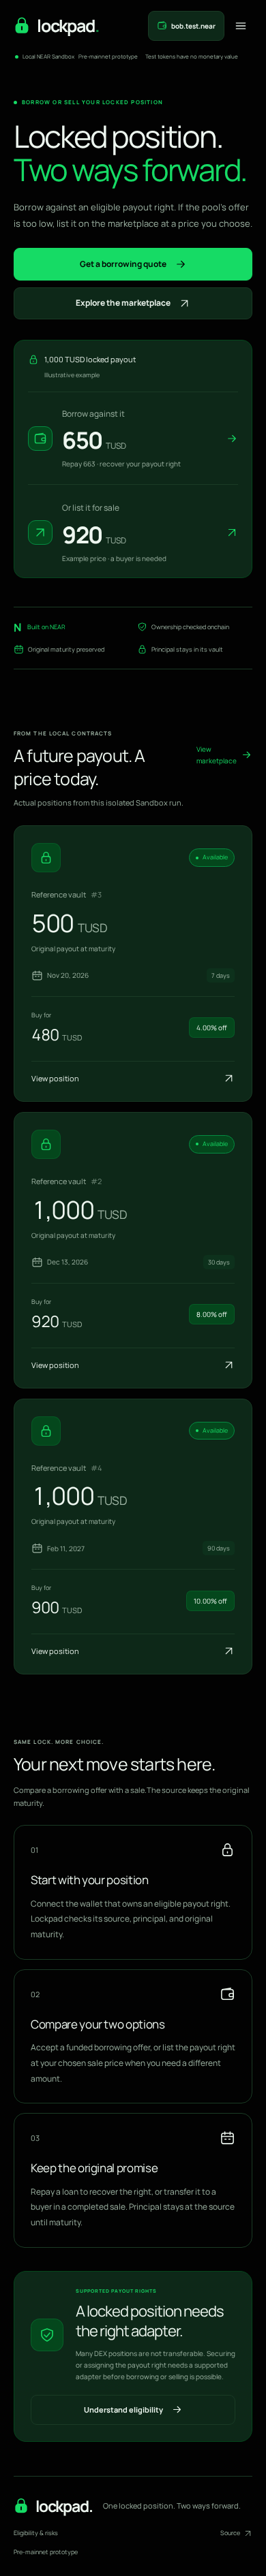 lockpad.
bob.test.near
Local NEAR Sandbox Pre-mainnet prototype Test tokens have no monetary value
BORROW OR SELL YOUR LOCKED POSITION
Locked position.
Two ways forward.
Borrow against an eligible payout right. If the pool's offer
is too low, list it on the marketplace at a price you choose.
Get a borrowing quote
Explore the marketplace
1,000 TUSD locked payout
Illustrative example
Borrow against it
650 TUSD
Repay 663 · recover your payout right
Or list it for sale
920 TUSD
Example price · a buyer is needed
Built on NEAR
Ownership checked onchain
Original maturity preserved
Principal stays in its vault
FROM THE LOCAL CONTRACTS
A future payout. A
price today.
View
marketplace
Actual positions from this isolated Sandbox run.
Available
Reference vault #3
500 TUSD
Original payout at maturity
Nov 20, 2026
7 days
Buy for
480 TUSD
4.00% off
View position
Available
Reference vault #2
1,000 TUSD
Original payout at maturity
Dec 13, 2026
30 days
Buy for
920 TUSD
8.00% off
View position
Available
Reference vault #4
1,000 TUSD
Original payout at maturity
Feb 11, 2027
90 days
Buy for
900 TUSD
10.00% off
View position
SAME LOCK. MORE CHOICE.
Your next move starts here.
Compare a borrowing offer with a sale. The source keeps the original
maturity.
01
Start with your position
Connect the wallet that owns an eligible payout right.
Lockpad checks its source, principal, and original
maturity.
02
Compare your two options
Accept a funded borrowing offer, or list the payout right
at your chosen sale price when you need a different
amount.
03
Keep the original promise
Repay a loan to recover the right, or transfer it to a
buyer in a completed sale. Principal stays at the source
until maturity.
SUPPORTED PAYOUT RIGHTS
A locked position needs
the right adapter.
Many DEX positions are not transferable. Securing
or assigning the payout right needs a supported
adapter before borrowing or selling is possible.
Understand eligibility
lockpad.
One locked position. Two ways forward.
Eligibility & risks
Source
Pre-mainnet prototype